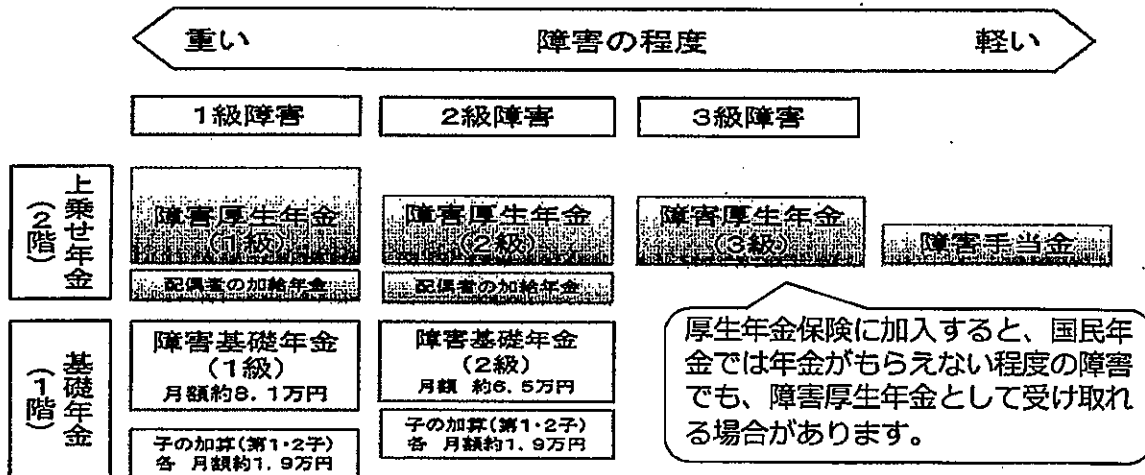 重い 障害の程度 軽い
1級障害 2級障害 3級障害
上乗せ年金
(2階)
障害厚生年金
(1級)
配偶者の加給年金
障害厚生年金
(2級)
配偶者の加給年金
障害厚生年金
(3級)
障害手当金
基礎年金
(1階)
障害基礎年金
(1級)
月額約8.1万円
子の加算(第1・2子)
各 月額約1.9万円
障害基礎年金
(2級)
月額 約6.5万円
子の加算(第1・2子)
各 月額約1.9万円
厚生年金保険に加入すると、国民年
金では年金がもらえない程度の障害
でも、障害厚生年金として受け取れ
る場合があります。